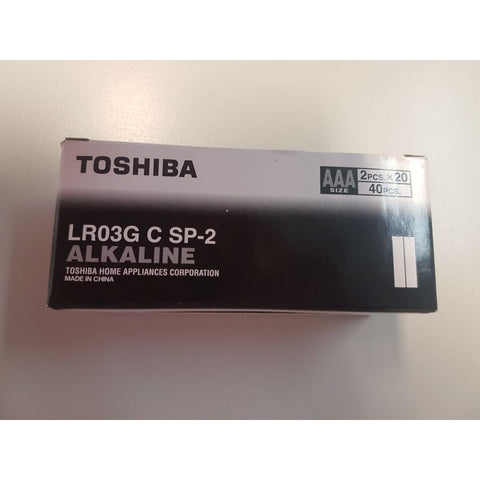 TOSHIBA
AAA
SIZE
2PCS.×20
40PCS.
LR03G C SP-2
ALKALINE
TOSHIBA HOME APPLIANCES CORPORATION
MADE IN CHINA